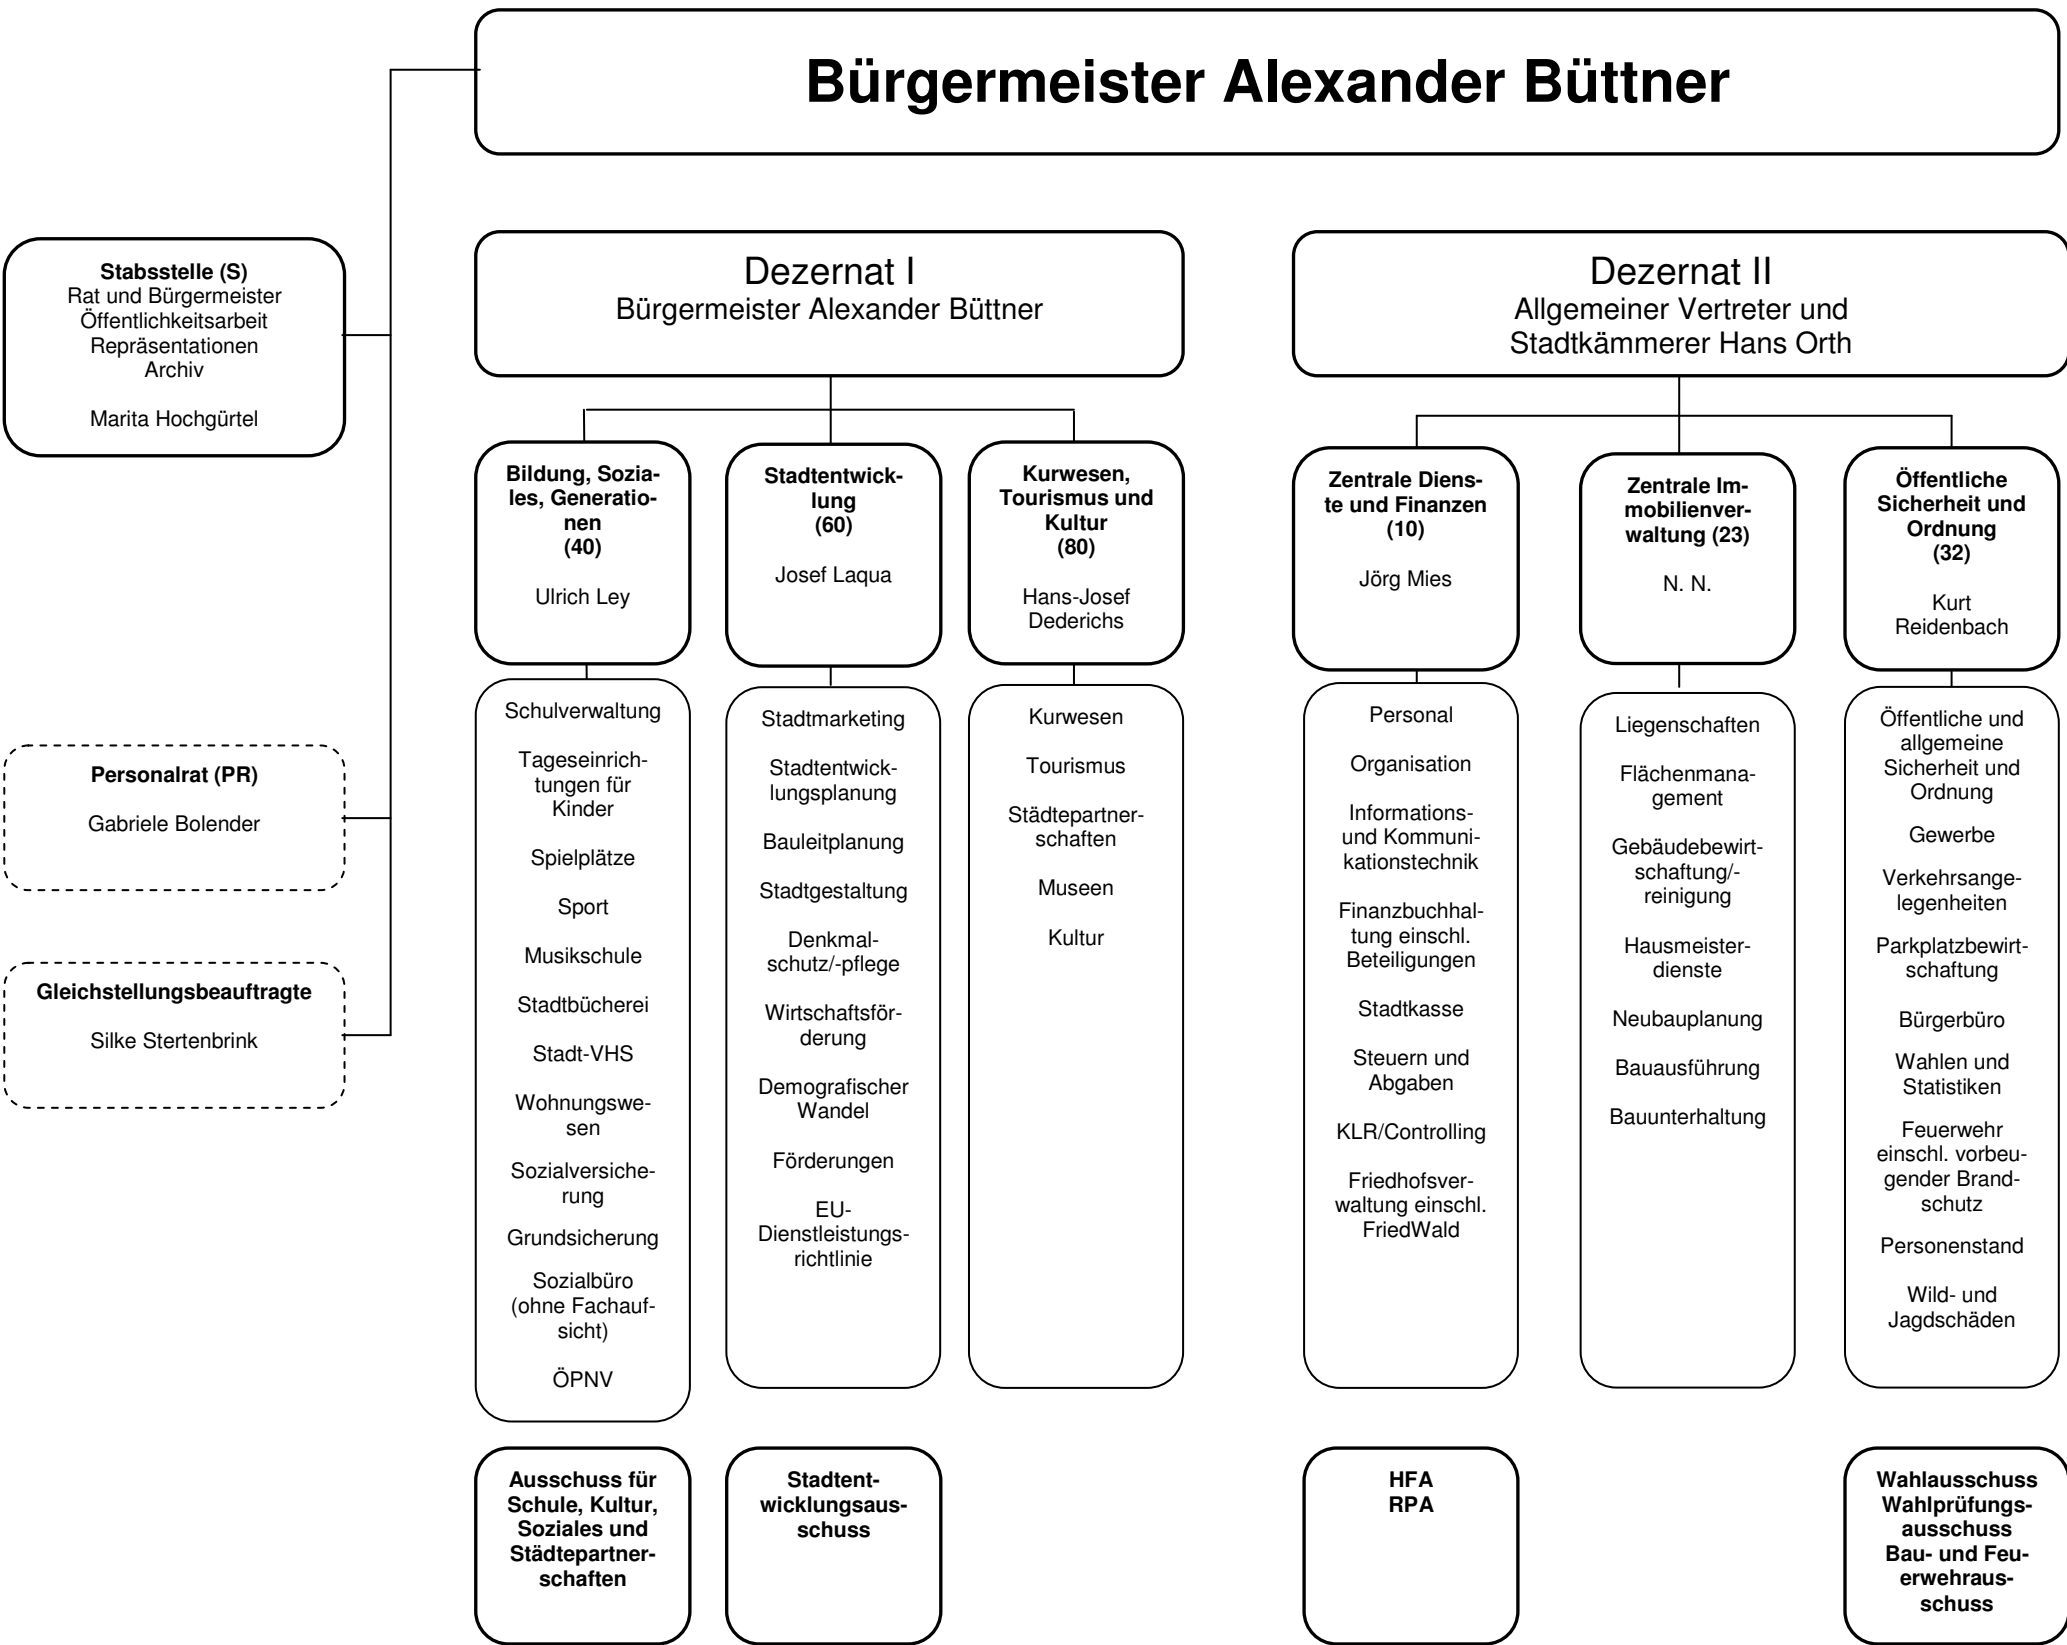 Bürgermeister Alexander Büttner
Stabsstelle (S)
Rat und Bürgermeister
Öffentlichkeitsarbeit
Repräsentationen
Archiv
Marita Hochgürtel
Personalrat (PR)
Gabriele Bolender
Gleichstellungsbeauftragte
Silke Stertenbrink
Dezernat I
Bürgermeister Alexander Büttner
Bildung, Sozia-
les, Generatio-
nen
(40)
Ulrich Ley
Schulverwaltung
Tageseinrich-
tungen für
Kinder
Spielplätze
Sport
Musikschule
Stadtbücherei
Stadt-VHS
Wohnungswe-
sen
Sozialversiche-
rung
Grundsicherung
Sozialbüro
(ohne Fachauf-
sicht)
ÖPNV
Ausschuss für
Schule, Kultur,
Soziales und
Städtepartner-
schaften
Stadtentwick-
lung
(60)
Josef Laqua
Stadtmarketing
Stadtentwick-
lungsplanung
Bauleitplanung
Stadtgestaltung
Denkmal-
schutz/-pflege
Wirtschaftsför-
derung
Demografischer
Wandel
Förderungen
EU-
Dienstleistungs-
richtlinie
Stadtent-
wicklungsaus-
schuss
Kurwesen,
Tourismus und
Kultur
(80)
Hans-Josef
Dederichs
Kurwesen
Tourismus
Städtepartner-
schaften
Museen
Kultur
Dezernat II
Allgemeiner Vertreter und
Stadtkämmerer Hans Orth
Zentrale Diens-
te und Finanzen
(10)
Jörg Mies
Personal
Organisation
Informations-
und Kommuni-
kationstechnik
Finanzbuchhal-
tung einschl.
Beteiligungen
Stadtkasse
Steuern und
Abgaben
KLR/Controlling
Friedhofsver-
waltung einschl.
FriedWald
HFA
RPA
Zentrale Im-
mobilienver-
waltung (23)
N. N.
Liegenschaften
Flächenmana-
gement
Gebäudebewirt-
schaftung/-
reinigung
Hausmeister-
dienste
Neubauplanung
Bauausführung
Bauunterhaltung
Öffentliche
Sicherheit und
Ordnung
(32)
Kurt
Reidenbach
Öffentliche und
allgemeine
Sicherheit und
Ordnung
Gewerbe
Verkehrsange-
legenheiten
Parkplatzbewirt-
schaftung
Bürgerbüro
Wahlen und
Statistiken
Feuerwehr
einschl. vorbeu-
gender Brand-
schutz
Personenstand
Wild- und
Jagdschäden
Wahlausschuss
Wahlprüfungs-
ausschuss
Bau- und Feu-
erwehraus-
schuss